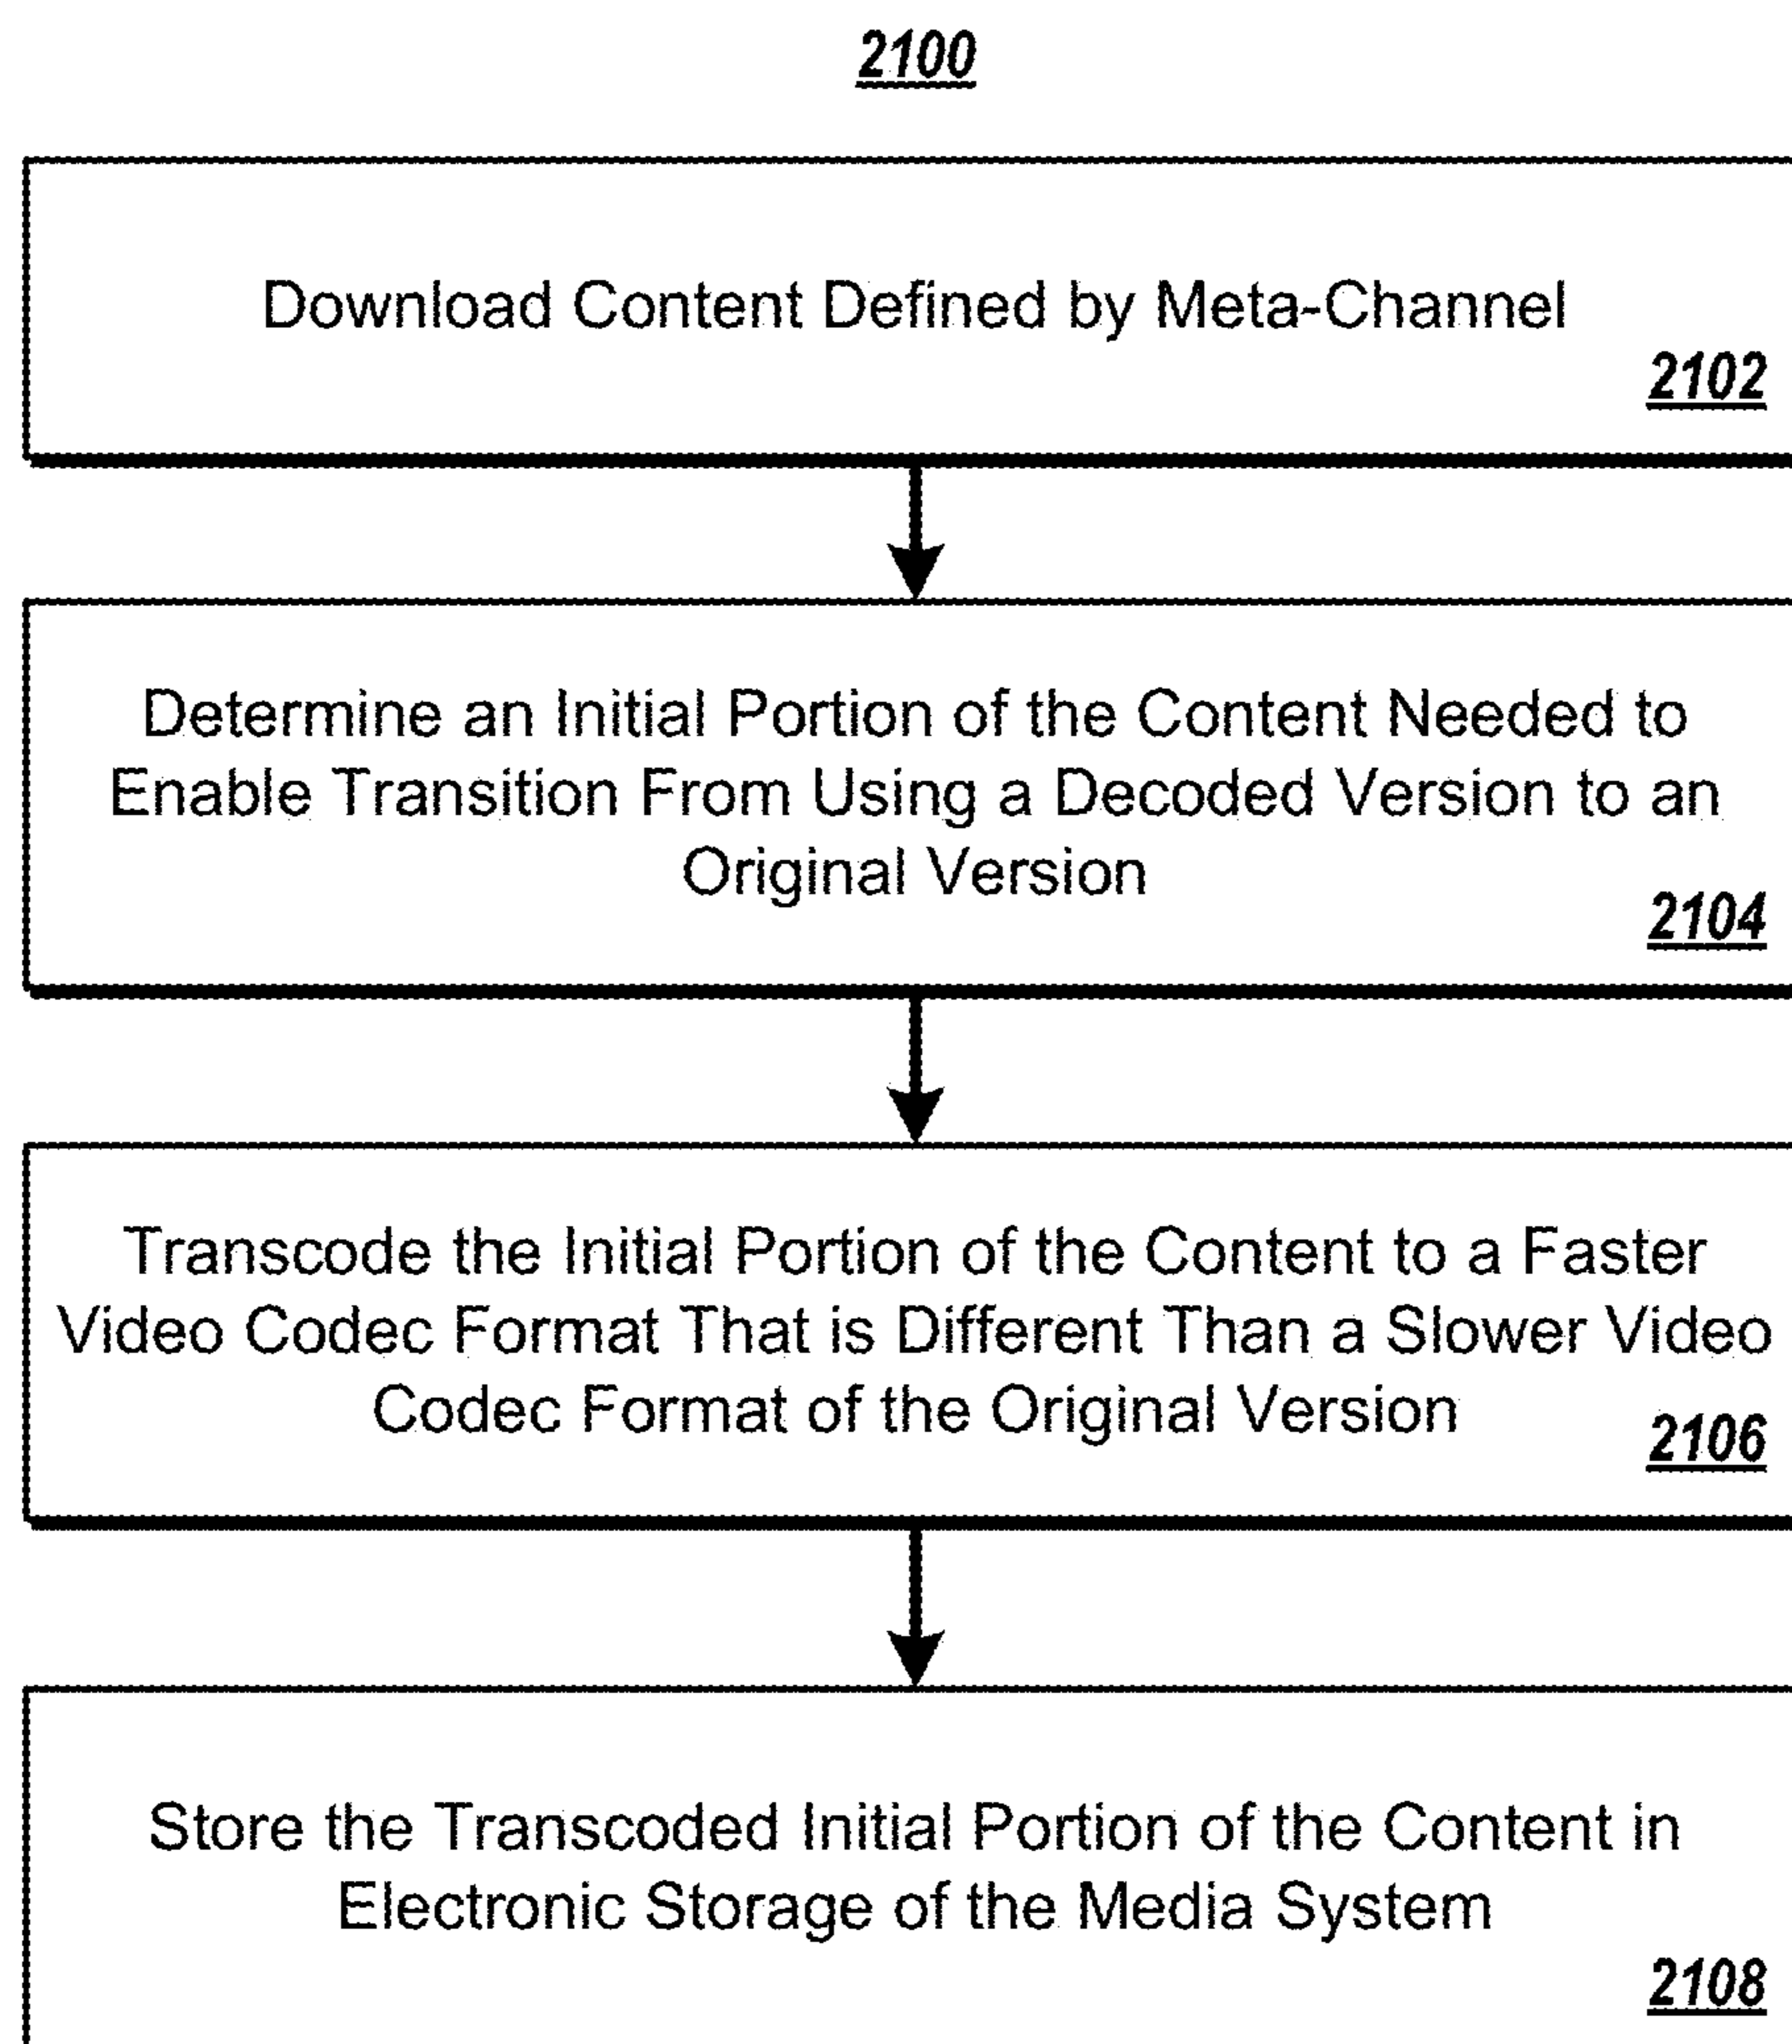 2100
Download Content Defined by Meta-Channel
2102
Determine an Initial Portion of the Content Needed to
Enable Transition From Using a Decoded Version to an
Original Version
2104
Transcode the Initial Portion of the Content to a Faster
Video Codec Format That is Different Than a Slower Video
Codec Format of the Original Version
2106
Store the Transcoded Initial Portion of the Content in
Electronic Storage of the Media System
2108